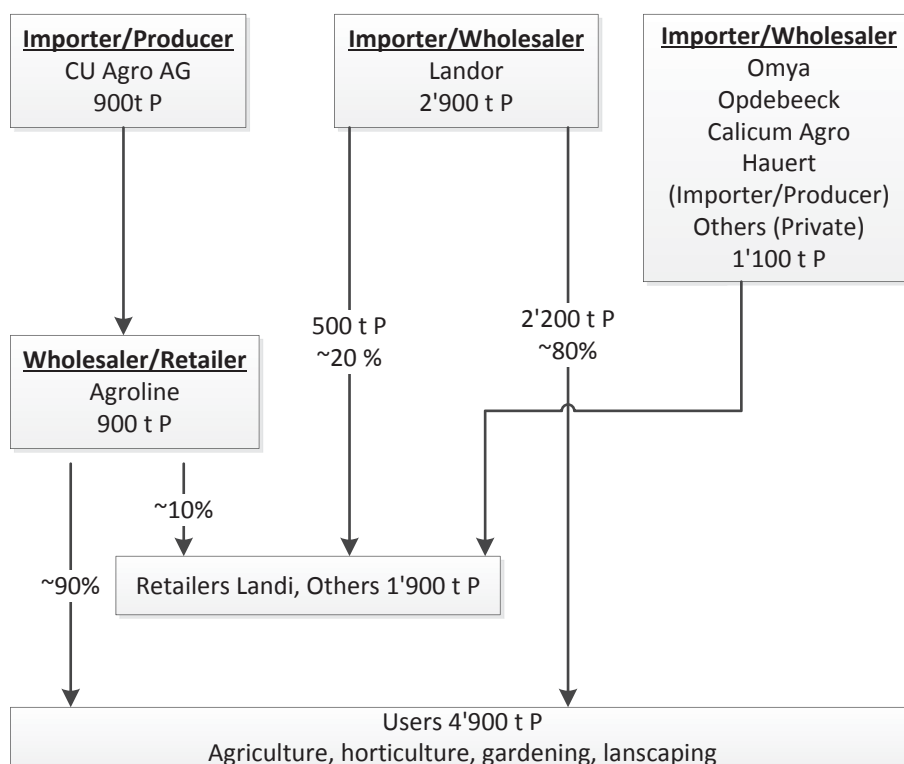 Importer/Producer
CU Agro AG
900t P
Importer/Wholesaler
Landor
2'900 t P
Importer/Wholesaler
Omya
Opdebeeck
Calicum Agro
Hauert
(Importer/Producer)
Others (Private)
1'100 t P
500 t P
~20 %
2'200 t P
~80%
Wholesaler/Retailer
Agroline
900 t P
~10%
~90%
Retailers Landi, Others 1'900 t P
Users 4'900 t P
Agriculture, horticulture, gardening, lanscaping